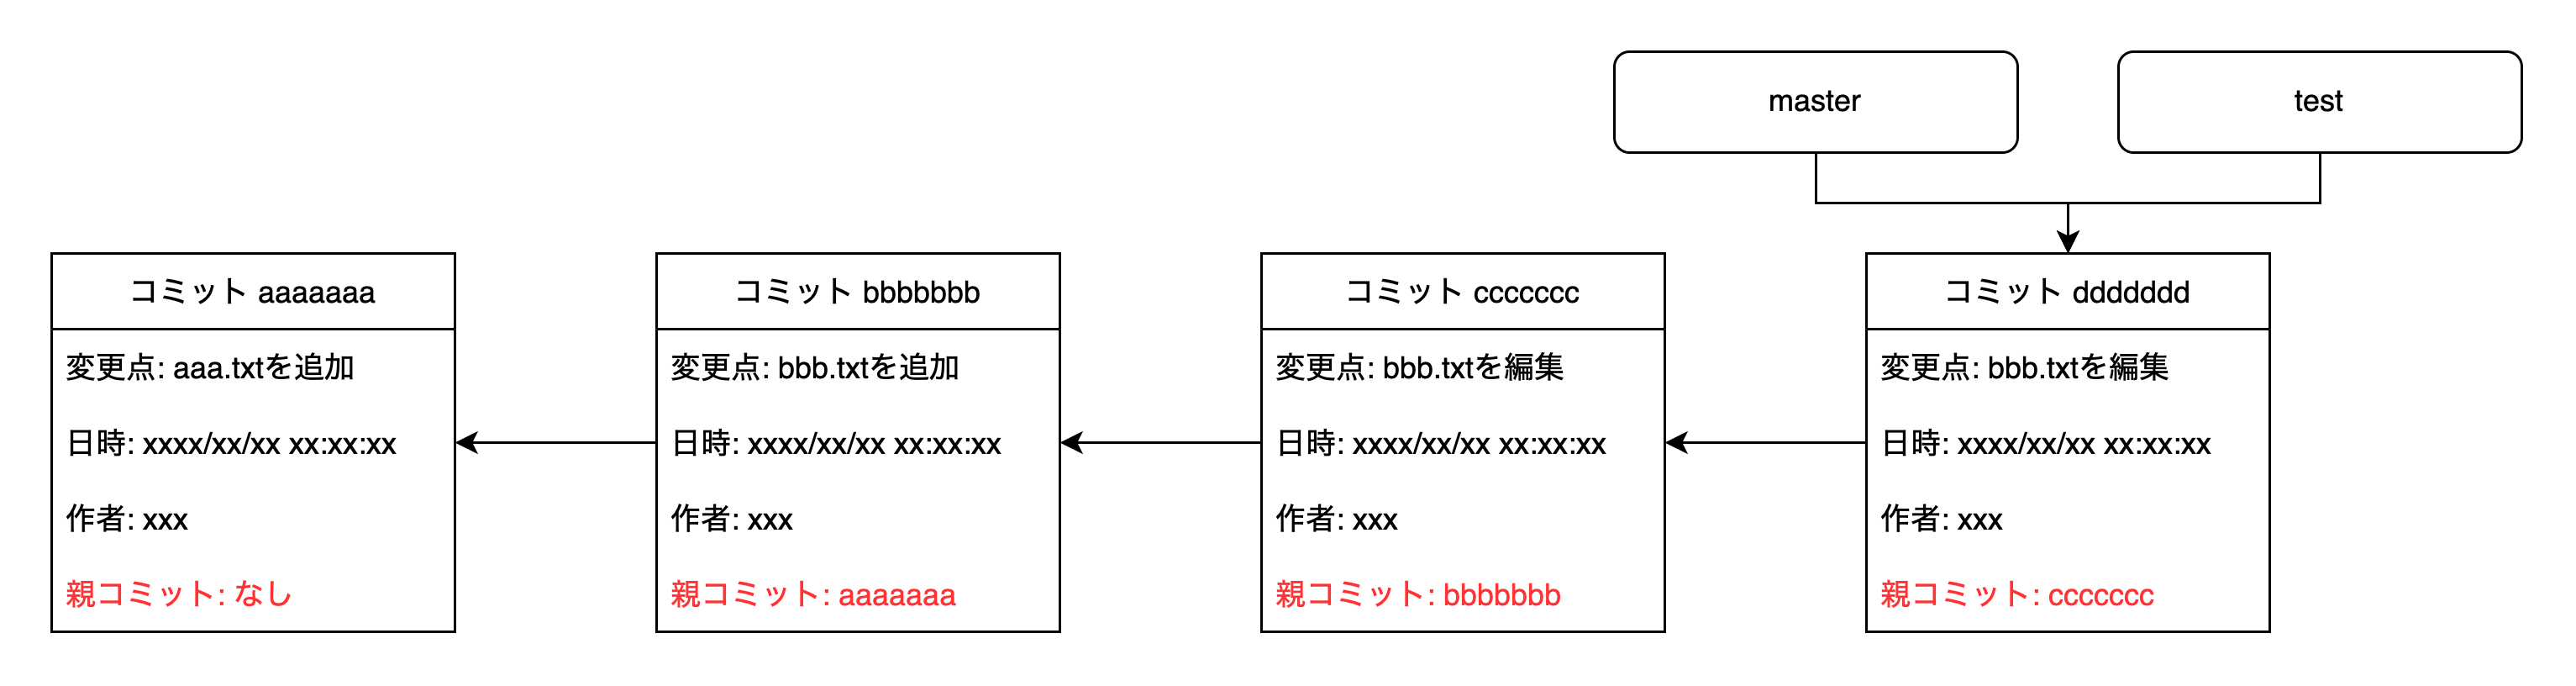 master
test
コミット aaaaaaa
変更点: aaa.txtを追加
日時: xxxx/xx/xx xx:xx:xx
作者: xxx
親コミット: なし
コミット bbbbbbb
変更点: bbb.txtを追加
日時: xxxx/xx/xx xx:xx:xx
作者: xxx
親コミット: aaaaaaa
コミット ccccccc
変更点: bbb.txtを編集
日時: xxxx/xx/xx xx:xx:xx
作者: xxx
親コミット: bbbbbbb
コミット ddddddd
変更点: bbb.txtを編集
日時: xxxx/xx/xx xx:xx:xx
作者: xxx
親コミット: ccccccc